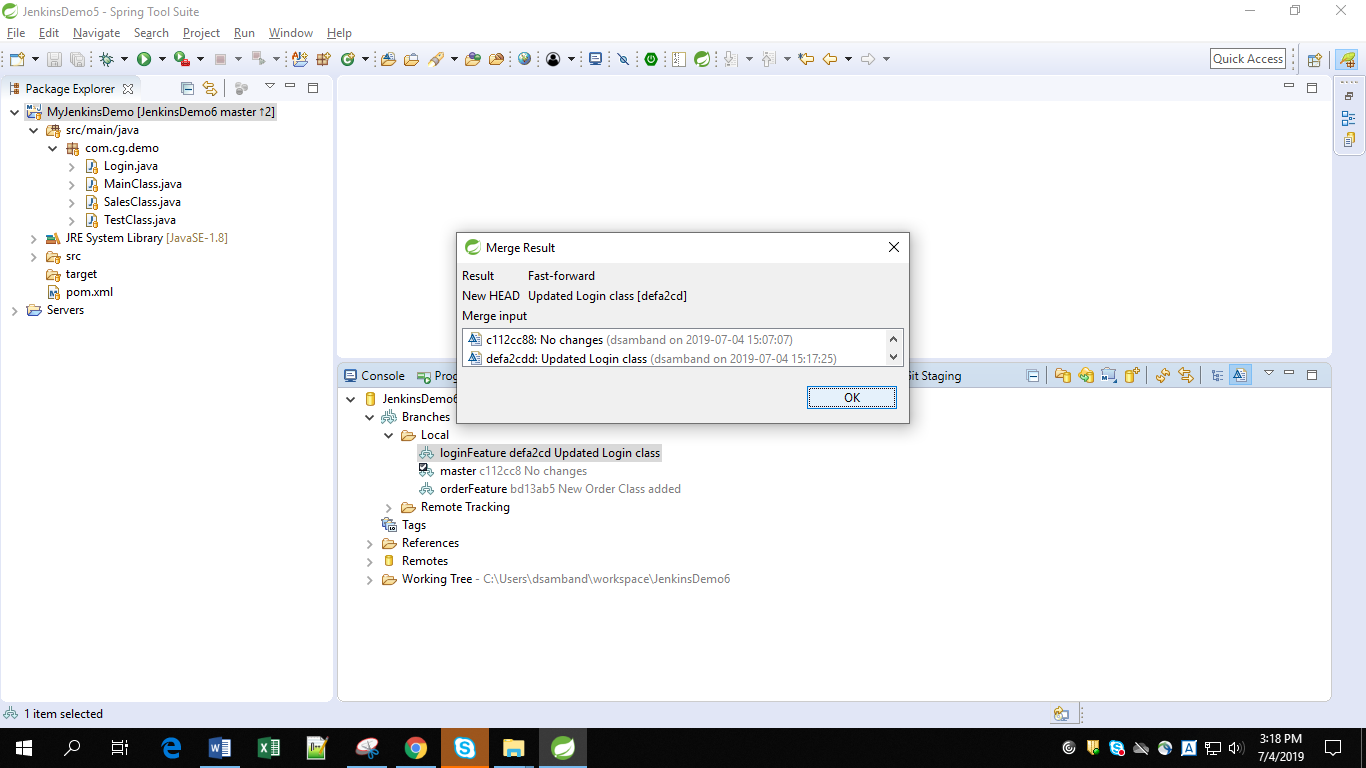 JenkinsDemo5 - Spring Tool Suite
File Edit Navigate Search Project Run Window Help
Quick Access
Package Explorer
MyJenkinsDemo [JenkinsDemo6 master ↑2]
src/main/java
com.cg.demo
Login.java
MainClass.java
SalesClass.java
TestClass.java
JRE System Library [JavaSE-1.8]
src
target
pom.xml
Servers
Merge Result
Result Fast-forward
New HEAD Updated Login class [defa2cd]
Merge input
c112cc88: No changes (dsamband on 2019-07-04 15:07:07)
defa2cdd: Updated Login class (dsamband on 2019-07-04 15:17:25)
OK
Console Prog Git Staging
JenkinsDemo6
Branches
Local
loginFeature defa2cd Updated Login class
master c112cc8 No changes
orderFeature bd13ab5 New Order Class added
Remote Tracking
Tags
References
Remotes
Working Tree - C:\Users\dsamband\workspace\JenkinsDemo6
1 item selected
3:18 PM
7/4/2019